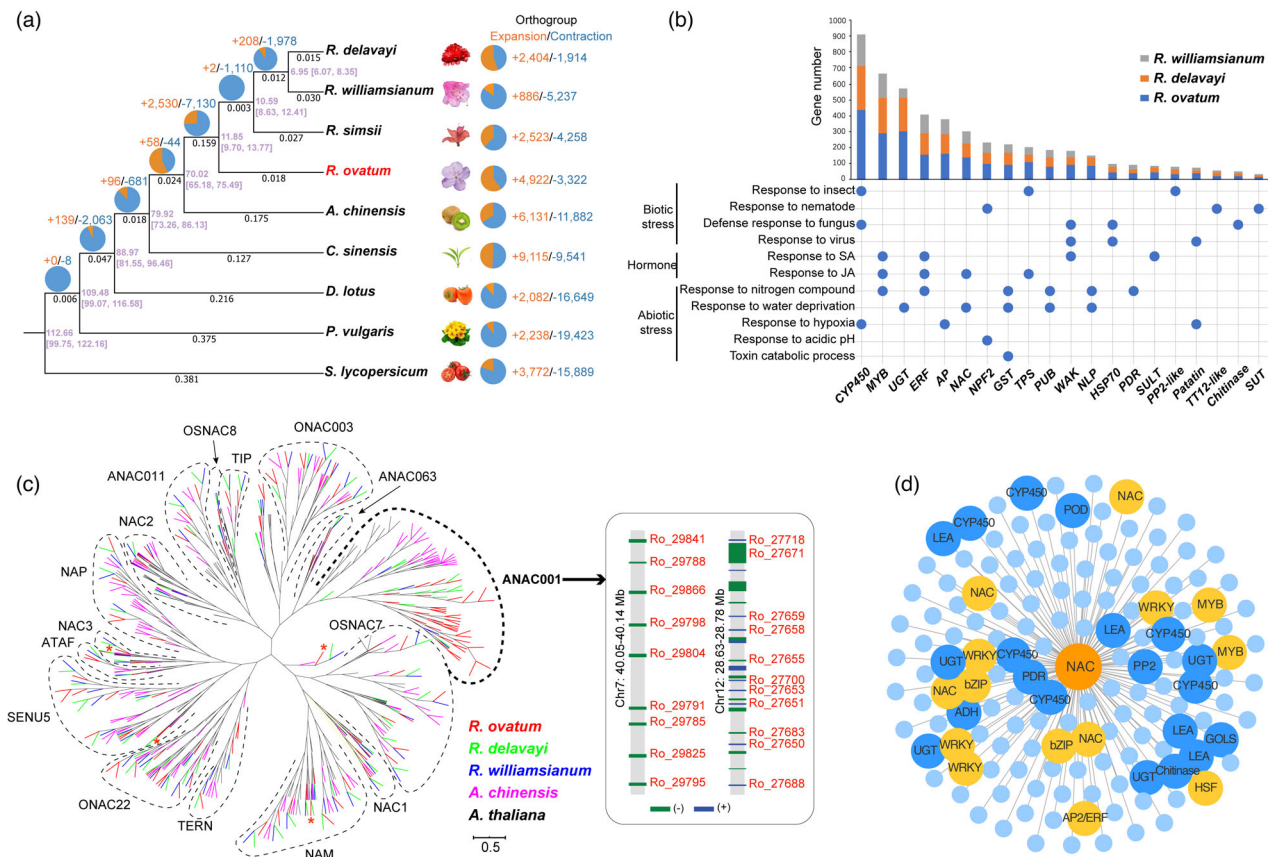 (a)
Orthogroup
Expansion/Contraction
+208/-1,978
R. delavayi
0.015
+2,404/-1,914
+2/-1,110
6.95 [6.07, 8.35]
0.012
R. williamsianum
0.030
+886/-5,237
+2,530/-7,130
10.59
[8.63, 12.41]
0.003
R. simsii
0.027
+2,523/-4,258
+58/-44
11.85
[9.70, 13.77]
0.159
R. ovatum
0.018
+4,922/-3,322
+96/-681
70.02
[65.18, 75.49]
0.024
A. chinensis
0.175
+6,131/-11,882
+139/-2,063
79.92
[73.26, 86.13]
0.018
C. sinensis
0.127
+9,115/-9,541
+0/-8
88.97
[81.55, 96.46]
0.047
D. lotus
0.216
+2,082/-16,649
109.48
[99.07, 116.58]
0.006
P. vulgaris
0.375
+2,238/-19,423
112.66
[99.75, 122.16]
S. lycopersicum
0.381
+3,772/-15,889
(b)
Gene number
1000
900
800
700
600
500
400
300
200
100
0
R. williamsianum
R. delavayi
R. ovatum
Biotic
stress
Response to insect
Response to nematode
Defense response to fungus
Response to virus
Hormone
Response to SA
Response to JA
Abiotic
stress
Response to nitrogen compound
Response to water deprivation
Response to hypoxia
Response to acidic pH
Toxin catabolic process
CYP450
MYB
UGT
ERF
AP
NAC
NPF2
GST
TPS
PUB
WAK
NLP
HSP70
PDR
SULT
PP2-like
Patatin
TT12-like
Chitinase
SUT
(c)
OSNAC8
TIP
ONAC003
ANAC063
ANAC011
NAC2
NAP
NAC3
ATAF
SENU5
ONAC22
TERN
NAM
NAC1
OSNAC7
ANAC001
*
*
*
*
R. ovatum
R. delavayi
R. williamsianum
A. chinensis
A. thaliana
0.5
Chr7: 40.05-40.14 Mb
Ro_29841
Ro_29788
Ro_29866
Ro_29798
Ro_29804
Ro_29791
Ro_29785
Ro_29825
Ro_29795
Chr12: 28.63-28.78 Mb
Ro_27718
Ro_27671
Ro_27659
Ro_27658
Ro_27655
Ro_27700
Ro_27653
Ro_27651
Ro_27683
Ro_27650
Ro_27688
(-)
(+)
(d)
CYP450
NAC
POD
CYP450
LEA
NAC
WRKY
MYB
LEA
CYP450
MYB
WRKY
CYP450
UGT
PP2
UGT
NAC
PDR
NAC
bZIP
CYP450
CYP450
ADH
LEA
GOLS
UGT
WRKY
bZIP
NAC
LEA
WRKY
UGT
Chitinase
HSF
AP2/ERF